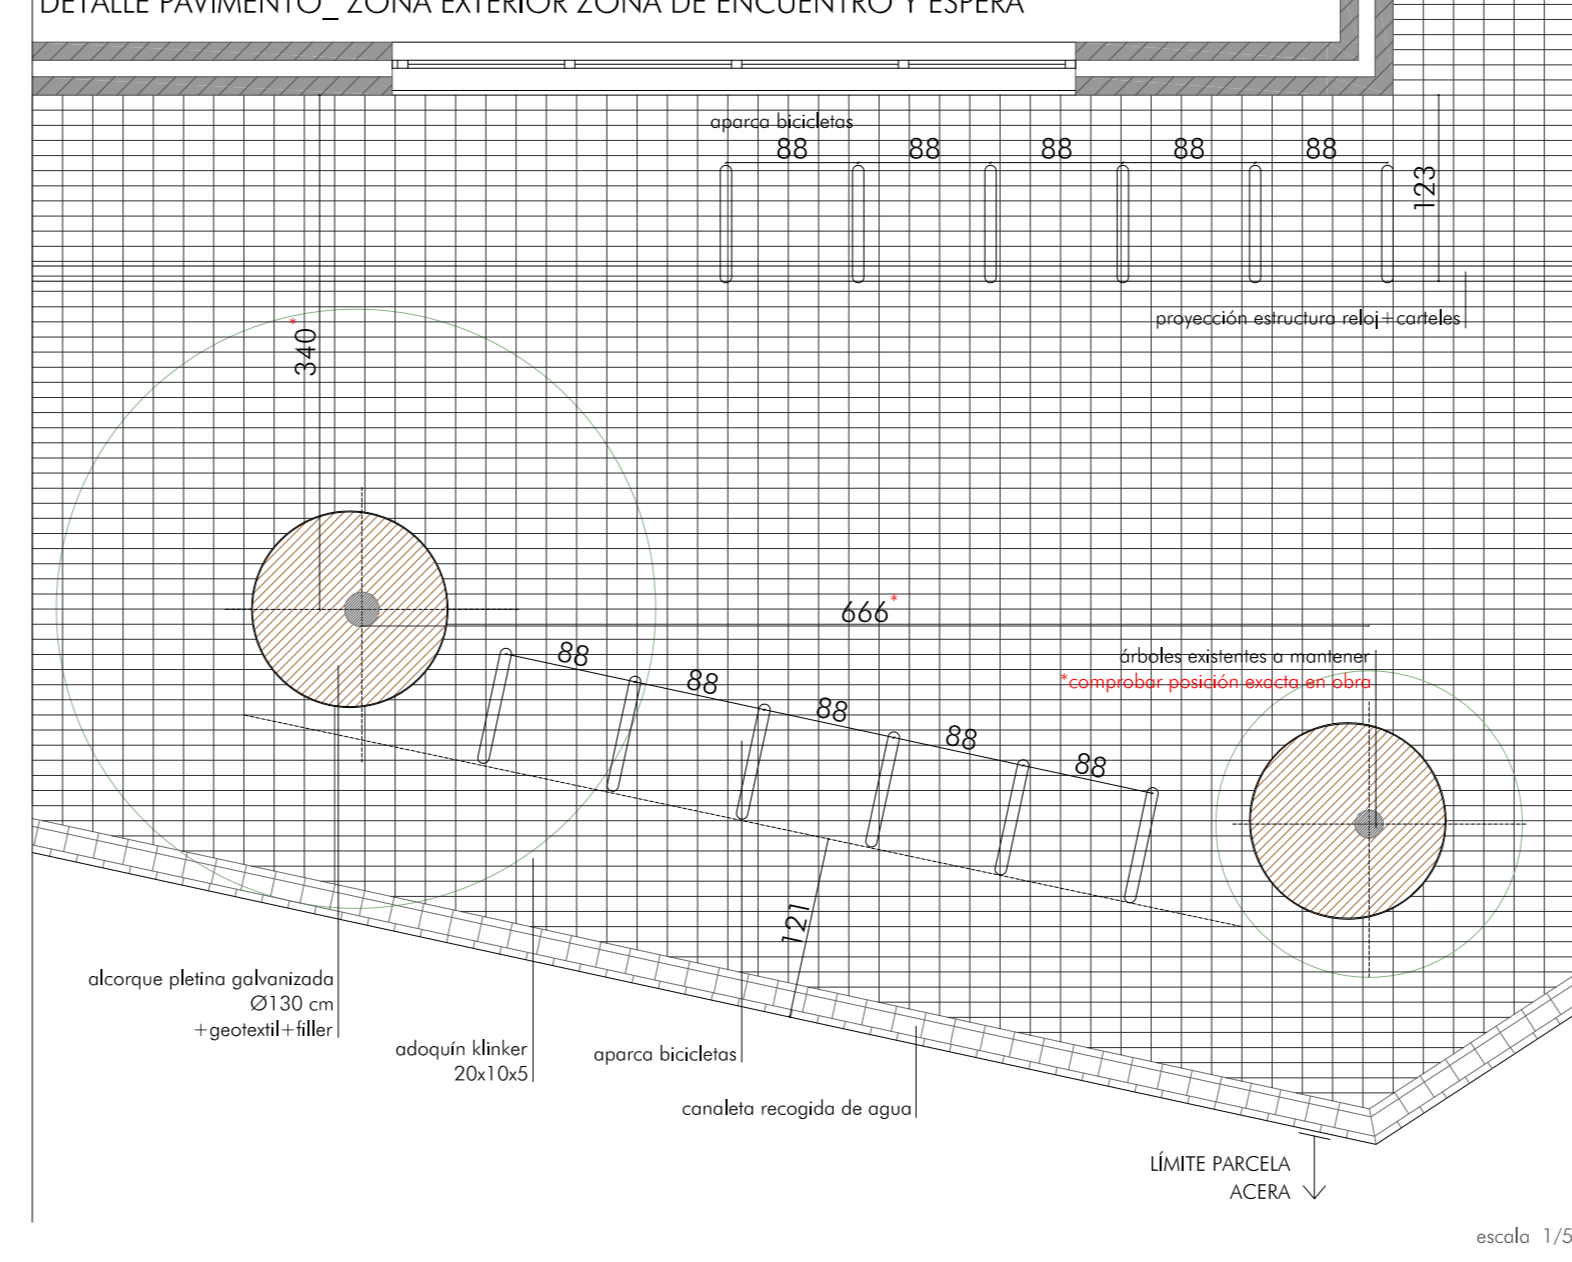 DETALLE PAVIMENTO_ ZONA EXTERIOR ZONA DE ENCUENTRO Y ESPERA
aparca bicicletas
88 88 88 88 88
123
proyección estructura reloj+carteles
340*
666*
árboles existentes a mantener
*comprobar posición exacta en obra
88 88 88 88 88
121
alcorque pletina galvanizada
Ø130 cm
+geotextil+filler
adoquín klinker
20x10x5
aparca bicicletas
canaleta recogida de agua
LÍMITE PARCELA
ACERA
escala 1/5